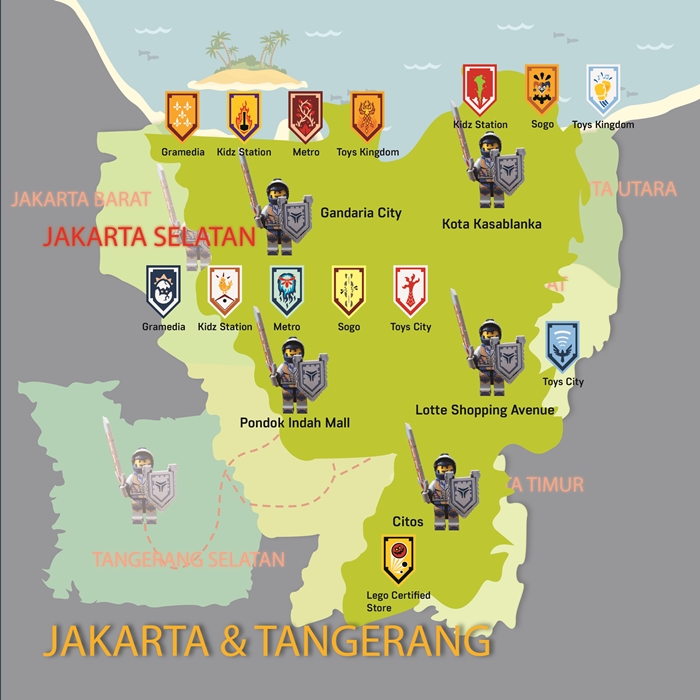 Gramedia
Kidz Station
Metro
Toys Kingdom
Kidz Station
Sogo
Toys Kingdom
JAKARTA BARAT
TA UTARA
Gandaria City
Kota Kasablanka
JAKARTA SELATAN
AT
Gramedia
Kidz Station
Metro
Sogo
Toys City
Toys City
Pondok Indah Mall
Lotte Shopping Avenue
A TIMUR
Citos
TANGERANG SELATAN
Lego Certified
Store
JAKARTA & TANGERANG